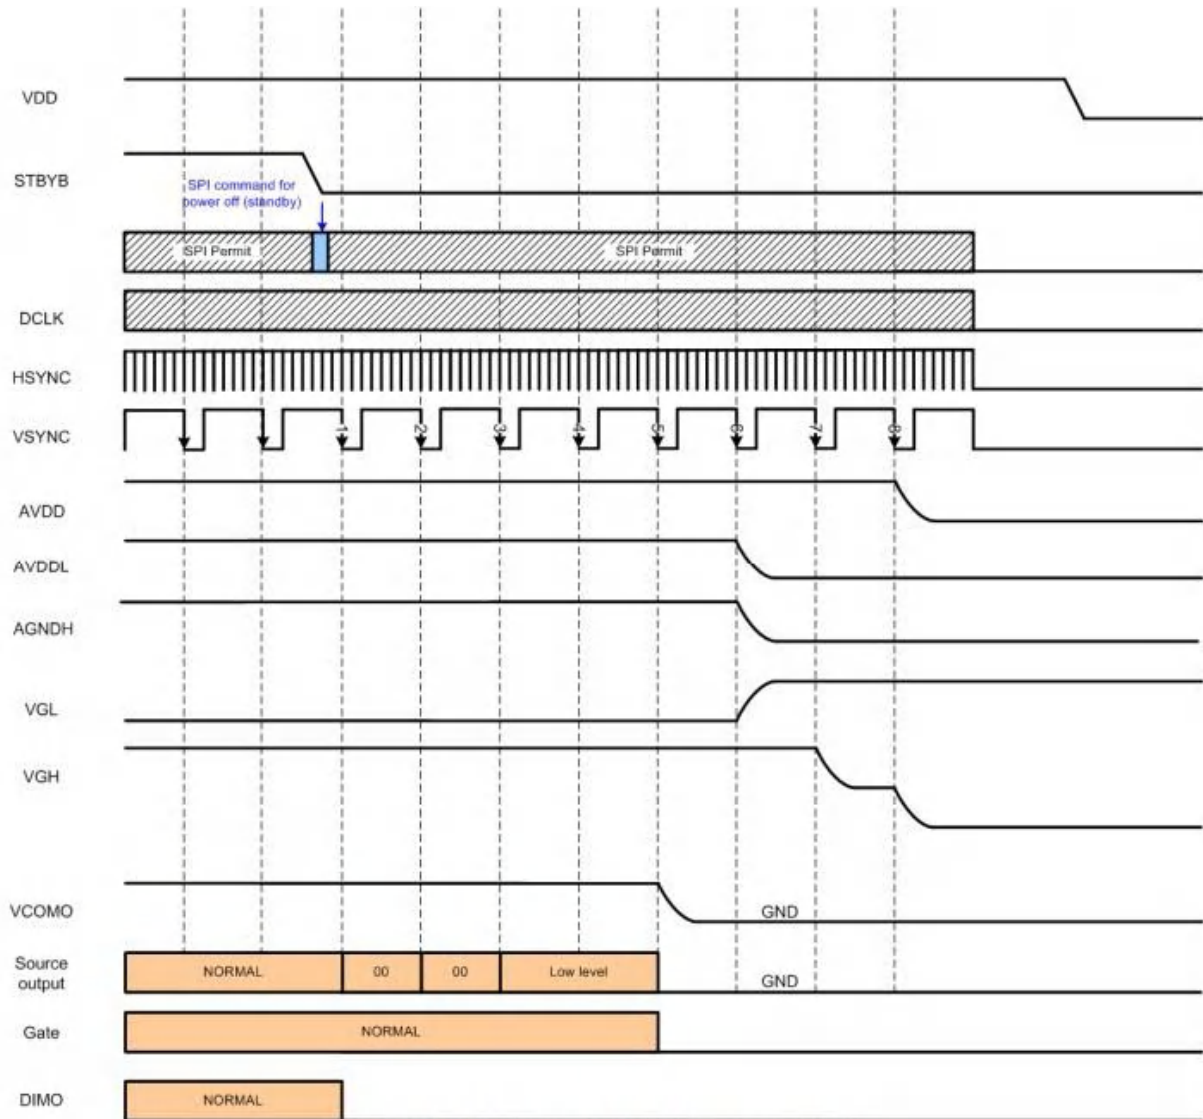 VDD
STBYB
SPI command for
power off (standby)
SPI Permit
SPI Permit
DCLK
HSYNC
VSYNC
1
2
3
4
5
6
7
8
AVDD
AVDDL
AGNDH
VGL
VGH
VCOMO
GND
Source
output
NORMAL
00
00
Low level
GND
Gate
NORMAL
DIMO
NORMAL